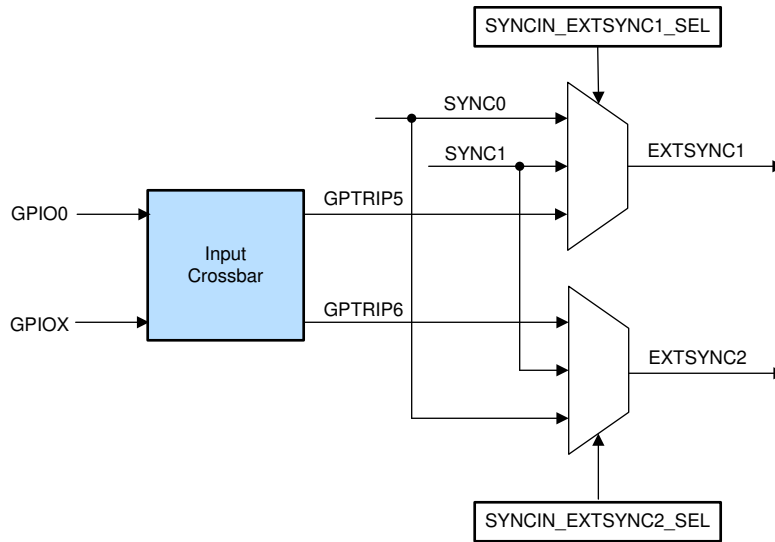 SYNCIN_EXTSYNC1_SEL
SYNC0
SYNC1
EXTSYNC1
GPIO0
GPTRIP5
Input
Crossbar
GPIOX
GPTRIP6
EXTSYNC2
SYNCIN_EXTSYNC2_SEL